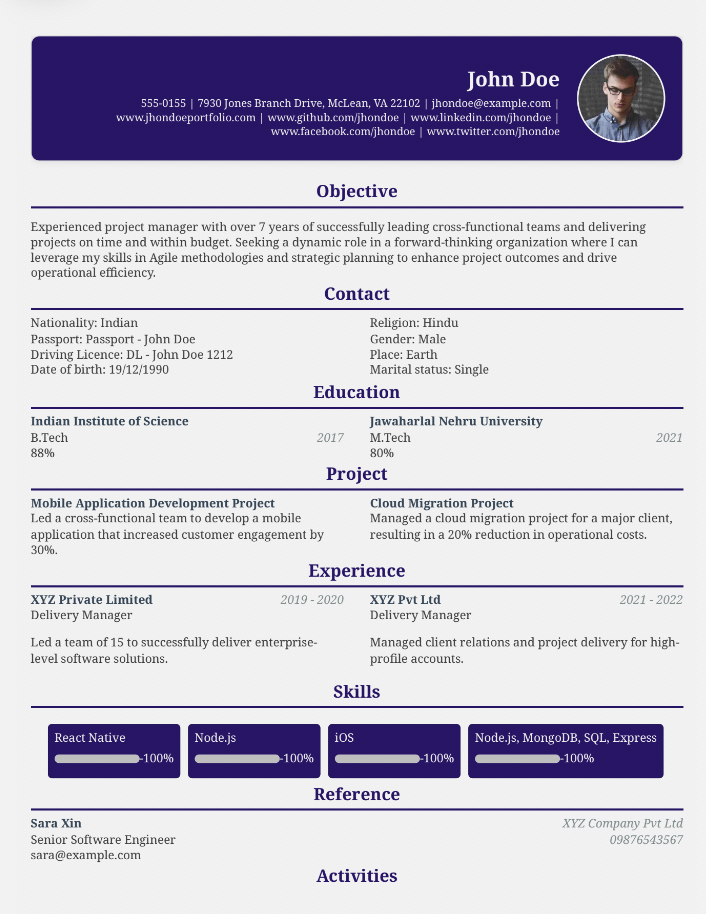 John Doe
555-0155 | 7930 Jones Branch Drive, McLean, VA 22102 | jhondoe@example.com |
www.jhondoeportfolio.com | www.github.com/jhondoe | www.linkedin.com/jhondoe |
www.facebook.com/jhondoe | www.twitter.com/jhondoe
Objective
Experienced project manager with over 7 years of successfully leading cross-functional teams and delivering
projects on time and within budget. Seeking a dynamic role in a forward-thinking organization where I can
leverage my skills in Agile methodologies and strategic planning to enhance project outcomes and drive
operational efficiency.
Contact
Nationality: Indian
Passport: Passport - John Doe
Driving Licence: DL - John Doe 1212
Date of birth: 19/12/1990
Religion: Hindu
Gender: Male
Place: Earth
Marital status: Single
Education
Indian Institute of Science
B.Tech 2017
88%
Jawaharlal Nehru University
M.Tech 2021
80%
Project
Mobile Application Development Project
Led a cross-functional team to develop a mobile
application that increased customer engagement by
30%.
Cloud Migration Project
Managed a cloud migration project for a major client,
resulting in a 20% reduction in operational costs.
Experience
XYZ Private Limited 2019 - 2020
Delivery Manager
Led a team of 15 to successfully deliver enterprise-
level software solutions.
XYZ Pvt Ltd 2021 - 2022
Delivery Manager
Managed client relations and project delivery for high-
profile accounts.
Skills
React Native
-100%
Node.js
-100%
iOS
-100%
Node.js, MongoDB, SQL, Express
-100%
Reference
Sara Xin XYZ Company Pvt Ltd
Senior Software Engineer 09876543567
sara@example.com
Activities